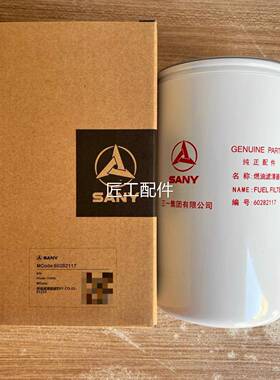 SANY
匠工配件
SANY
MCode:60282117
SANY
三一集团有限公司
GENUINE PART
纯正配件
名称:燃油滤清器
NAME:FUEL FILTE
编号:60282117